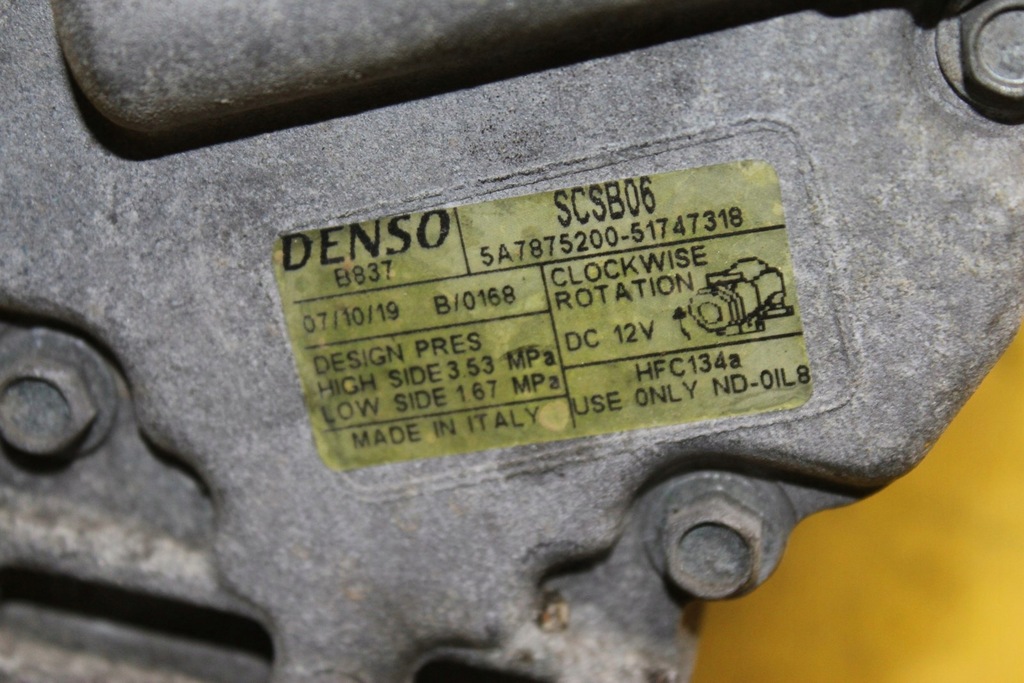 DENSO
B837
SCSB06
5A7875200-51747318
07/10/19 B/0168
CLOCKWISE
ROTATION
DC 12V
DESIGN PRES
HIGH SIDE 3.53 MPa
LOW SIDE 1.67 MPa
MADE IN ITALY
HFC134a
USE ONLY ND-OIL8